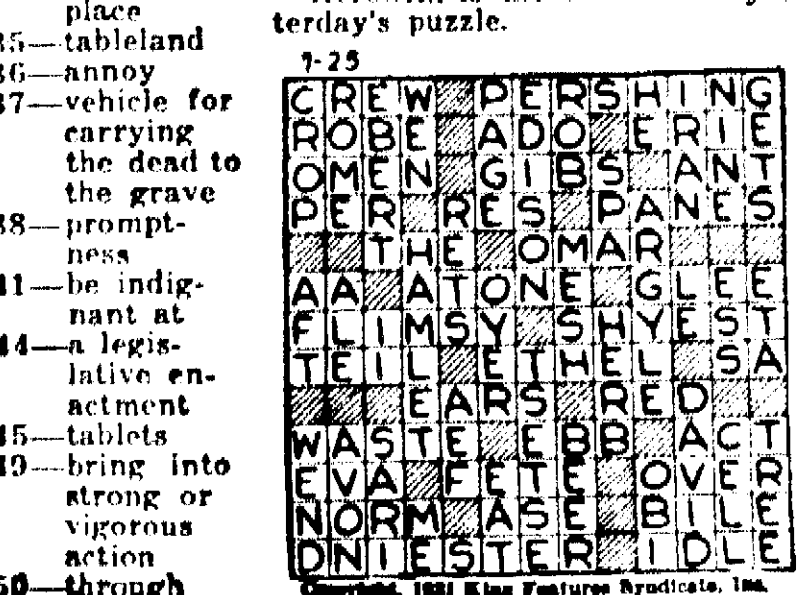 place
35—tableland
36—annoy
37—vehicle for
carrying
the dead to
the grave
38—prompt-
ness
41—be indig-
nant at
44—a legis-
lative en-
actment
45—tablets
49—bring into
strong or
vigorous
action
50—through
terday's puzzle.
7-25
CREW PERSHING
ROBE ADO ERIE
OMEN GIBS ANT
PER RES PANES
THE OMAR
AA ATONE GLEE
FLIMSY SHYEST
TEIL ETHEL SA
EARS RED
WASTE EBB ACT
EVA FETE OVER
NORM ASE BILE
DNIESTER IDLE
Copyright, 1931 King Features Syndicate, Inc.